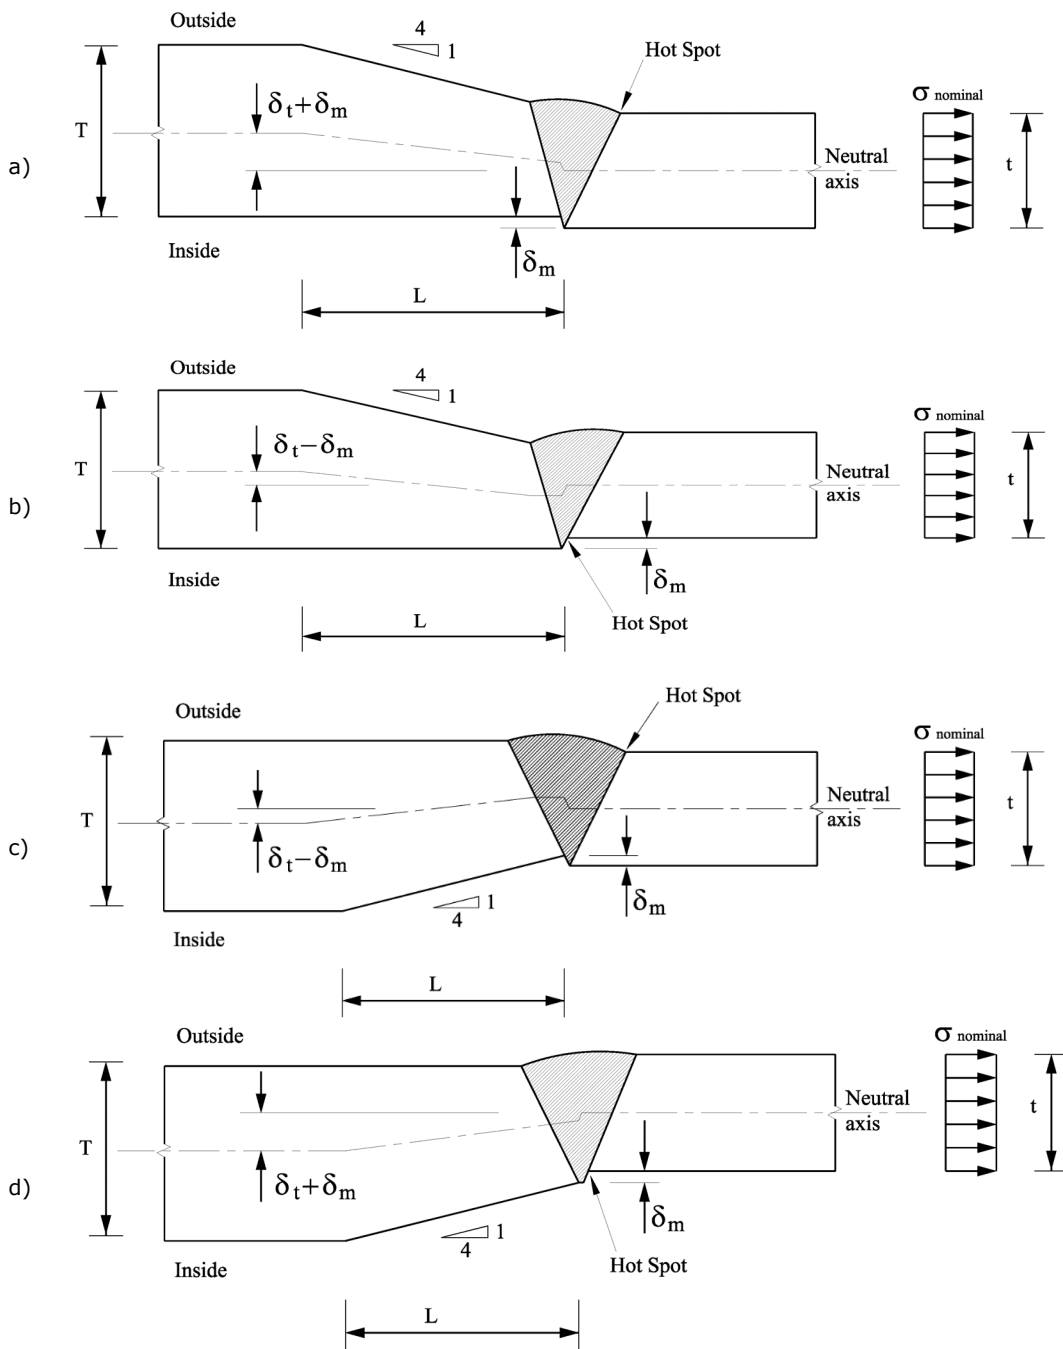 a)
Outside
4
1
Hot Spot
σ nominal
T
δt+δm
Neutral
axis
t
Inside
δm
L
b)
Outside
4
1
σ nominal
T
δt−δm
Neutral
axis
t
Inside
δm
Hot Spot
L
c)
Outside
Hot Spot
σ nominal
T
δt−δm
Neutral
axis
t
4
1
δm
Inside
L
d)
Outside
σ nominal
T
δt+δm
Neutral
axis
t
4
1
δm
Inside
Hot Spot
L